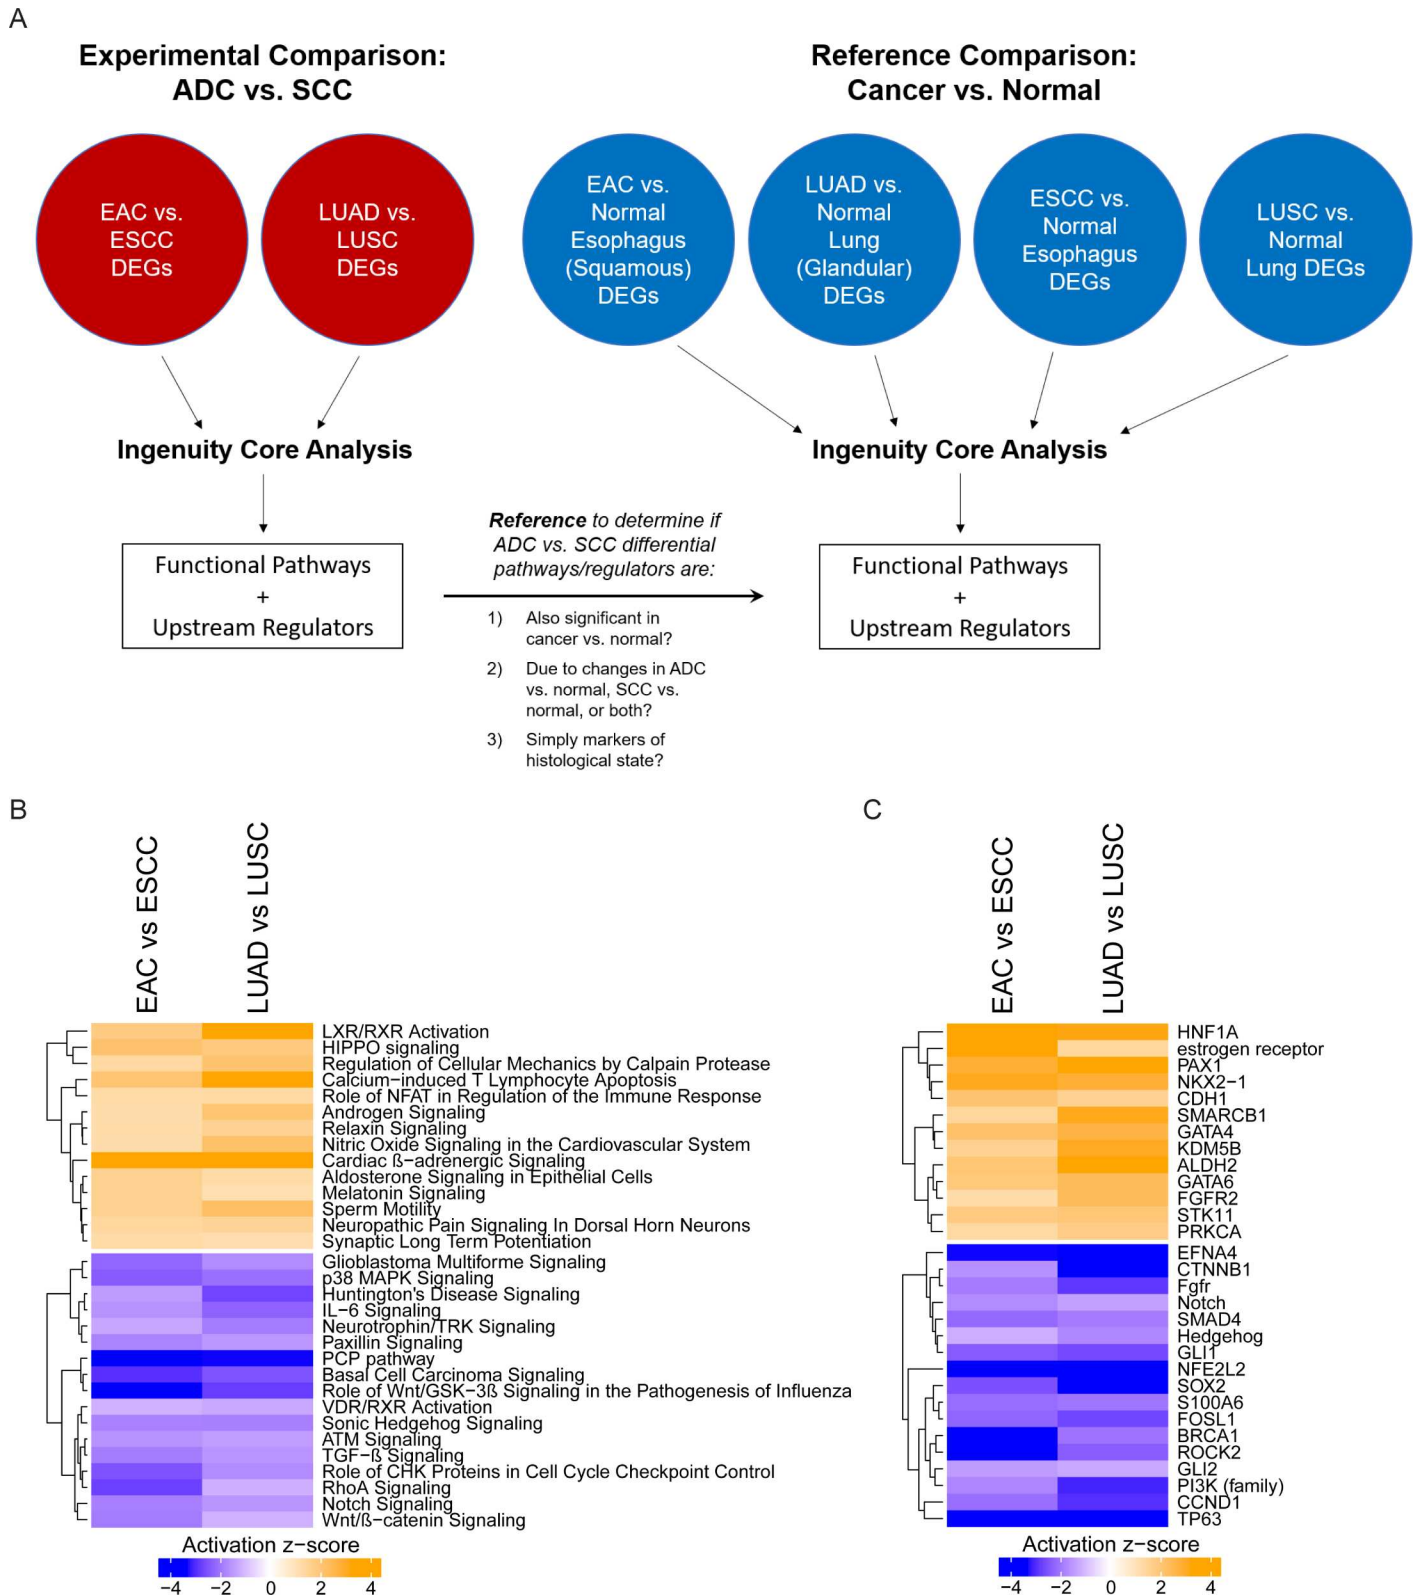 A
Experimental Comparison:
ADC vs. SCC
Reference Comparison:
Cancer vs. Normal
EAC vs.
ESCC
DEGs
LUAD vs.
LUSC
DEGs
EAC vs.
Normal
Esophagus
(Squamous)
DEGs
LUAD vs.
Normal
Lung
(Glandular)
DEGs
ESCC vs.
Normal
Esophagus
DEGs
LUSC vs.
Normal
Lung DEGs
Ingenuity Core Analysis
Ingenuity Core Analysis
Functional Pathways
+
Upstream Regulators
Reference to determine if
ADC vs. SCC differential
pathways/regulators are:
1) Also significant in
cancer vs. normal?
2) Due to changes in ADC
vs. normal, SCC vs.
normal, or both?
3) Simply markers of
histological state?
Functional Pathways
+
Upstream Regulators
B
EAC vs ESCC
LUAD vs LUSC
LXR/RXR Activation
HIPPO signaling
Regulation of Cellular Mechanics by Calpain Protease
Calcium−induced T Lymphocyte Apoptosis
Role of NFAT in Regulation of the Immune Response
Androgen Signaling
Relaxin Signaling
Nitric Oxide Signaling in the Cardiovascular System
Cardiac ß−adrenergic Signaling
Aldosterone Signaling in Epithelial Cells
Melatonin Signaling
Sperm Motility
Neuropathic Pain Signaling In Dorsal Horn Neurons
Synaptic Long Term Potentiation
Glioblastoma Multiforme Signaling
p38 MAPK Signaling
Huntington's Disease Signaling
IL−6 Signaling
Neurotrophin/TRK Signaling
Paxillin Signaling
PCP pathway
Basal Cell Carcinoma Signaling
Role of Wnt/GSK−3ß Signaling in the Pathogenesis of Influenza
VDR/RXR Activation
Sonic Hedgehog Signaling
ATM Signaling
TGF−ß Signaling
Role of CHK Proteins in Cell Cycle Checkpoint Control
RhoA Signaling
Notch Signaling
Wnt/ß−catenin Signaling
Activation z−score
−4 −2 0 2 4
C
EAC vs ESCC
LUAD vs LUSC
HNF1A
estrogen receptor
PAX1
NKX2−1
CDH1
SMARCB1
GATA4
KDM5B
ALDH2
GATA6
FGFR2
STK11
PRKCA
EFNA4
CTNNB1
Fgfr
Notch
SMAD4
Hedgehog
GLI1
NFE2L2
SOX2
S100A6
FOSL1
BRCA1
ROCK2
GLI2
PI3K (family)
CCND1
TP63
Activation z−score
−4 −2 0 2 4